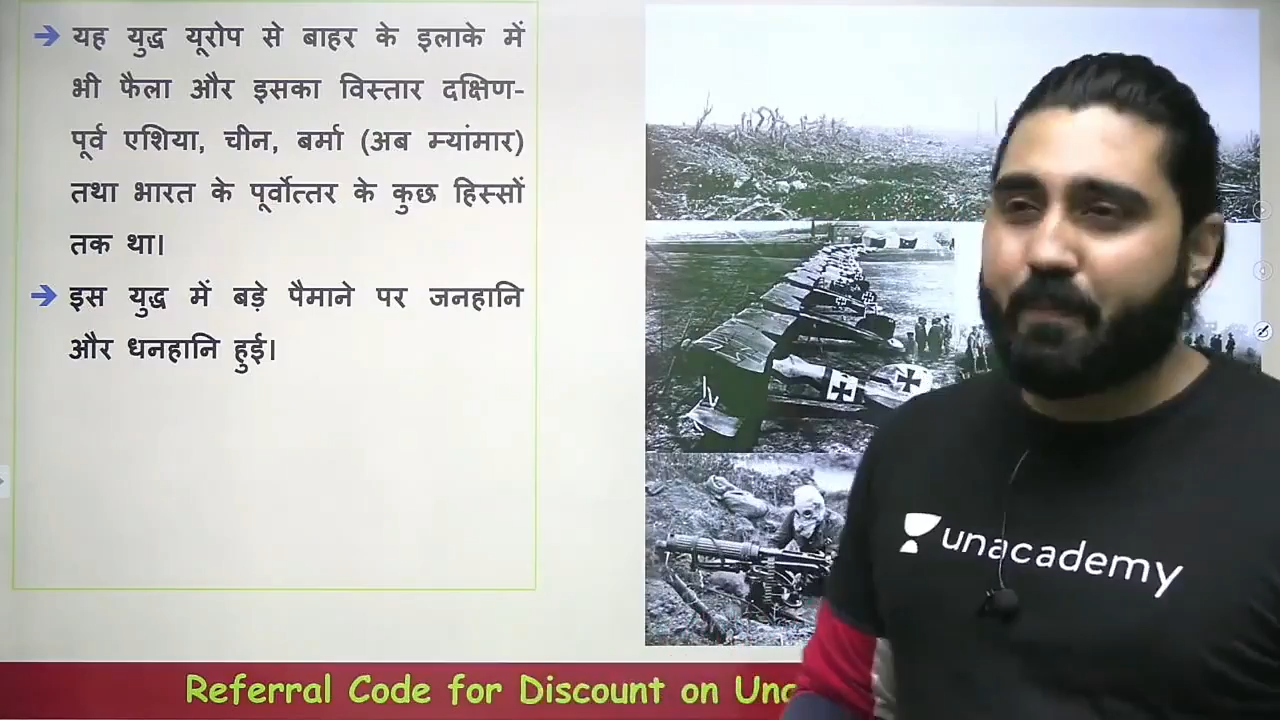 यह युद्ध यूरोप से बाहर के इलाके में
भी फैला और इसका विस्तार दक्षिण-
पूर्व एशिया, चीन, बर्मा (अब म्यांमार)
तथा भारत के पूर्वोत्तर के कुछ हिस्सों
तक था।
इस युद्ध में बड़े पैमाने पर जनहानि
और धनहानि हुई।
unacademy
Referral Code for Discount on